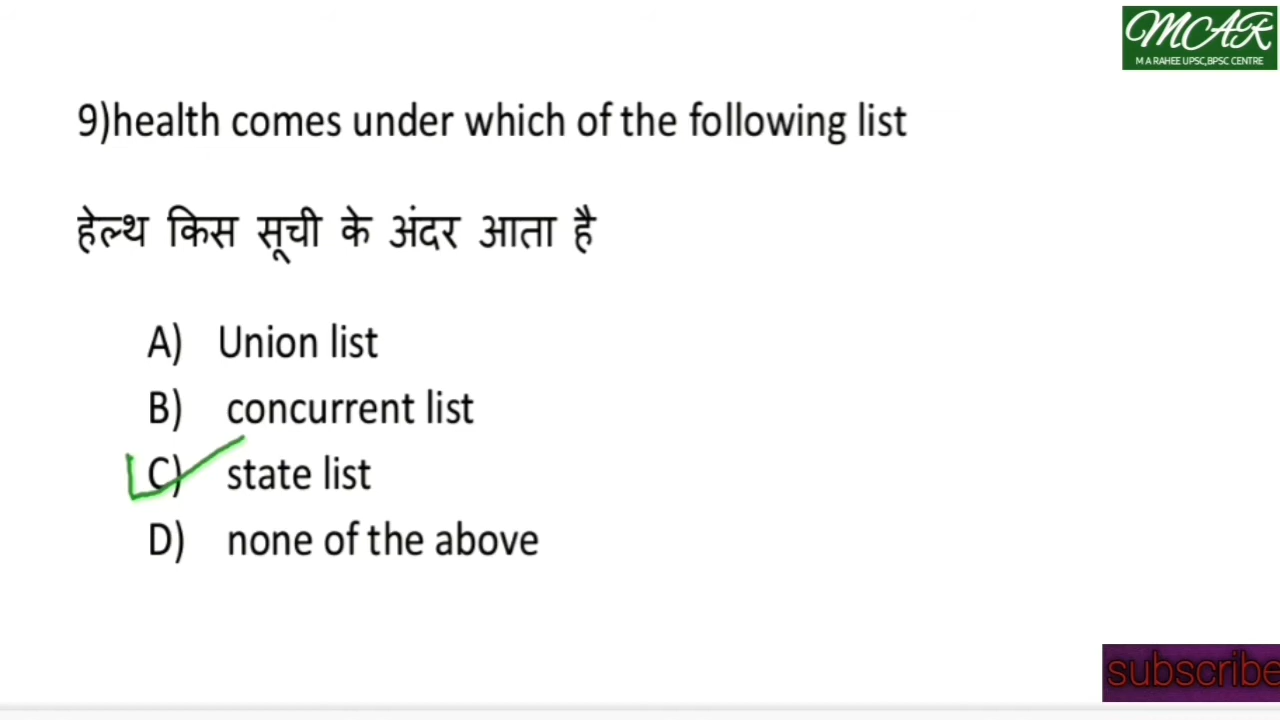 MCAR
M A RAHEE UPSC,BPSC CENTRE
9)health comes under which of the following list
हेल्थ किस सूची के अंदर आता है
A) Union list
B) concurrent list
C) state list
D) none of the above
subscribe